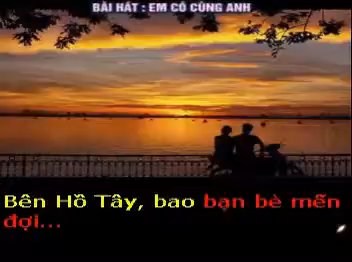 BÀI HÁT : EM CÓ CÙNG ANH
Bên Hồ Tây, bao bạn bè mến
đợi...